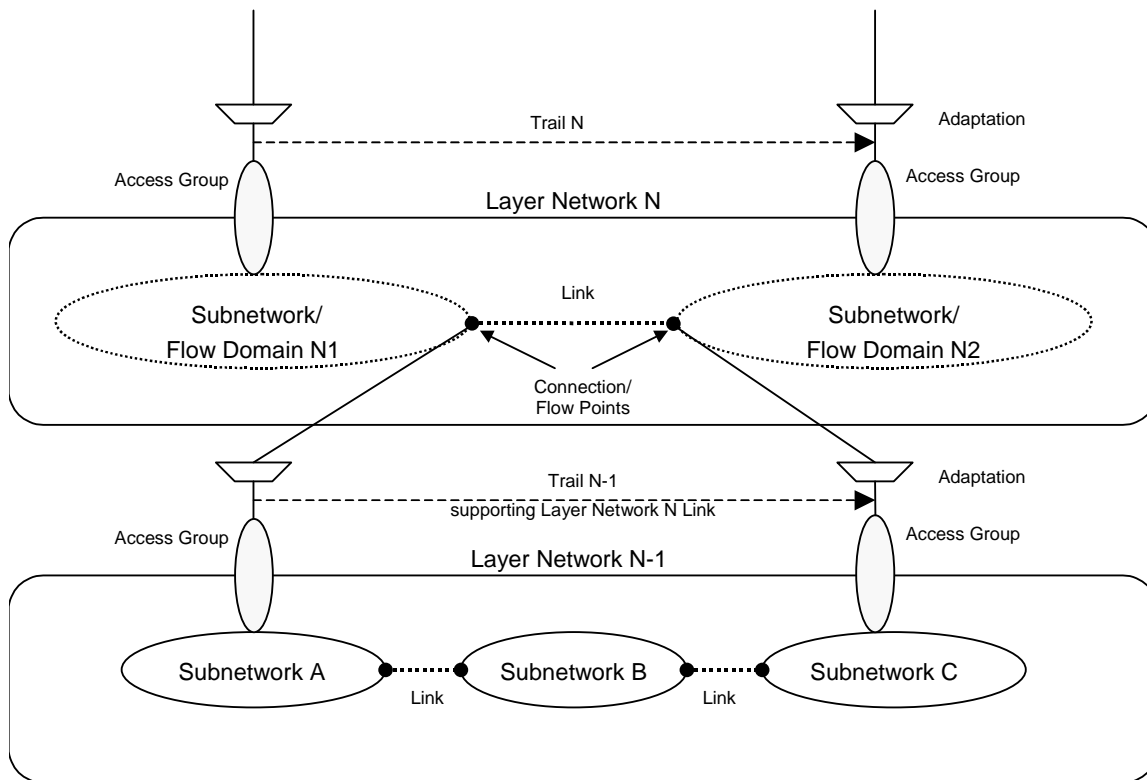 Trail N
Adaptation
Access Group
Access Group
Layer Network N
Link
Subnetwork/
Flow Domain N1
Subnetwork/
Flow Domain N2
Connection/
Flow Points
Trail N-1
Adaptation
supporting Layer Network N Link
Access Group
Access Group
Layer Network N-1
Subnetwork A
Subnetwork B
Subnetwork C
Link
Link